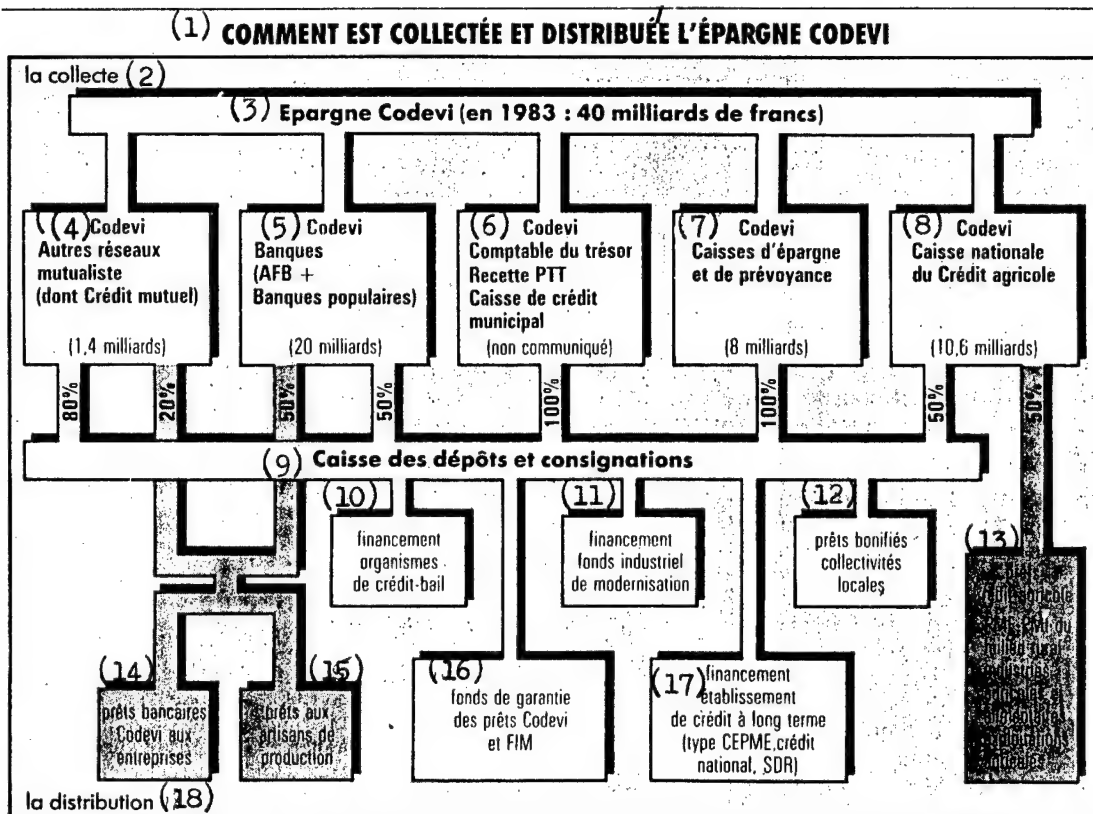 (1) COMMENT EST COLLECTÉE ET DISTRIBUÉE L'ÉPARGNE CODEVI
la collecte (2)
(3) Epargne Codevi (en 1983 : 40 milliards de francs)
(4) Codevi
Autres réseaux
mutualiste
(dont Crédit mutuel)
(1,4 milliards)
(5) Codevi
Banques
(AFB +
Banques populaires)
(20 milliards)
(6) Codevi
Comptable du trésor
Recette PTT
Caisse de crédit
municipal
(non communiqué)
(7) Codevi
Caisses d'épargne
et de prévoyance
(8 milliards)
(8) Codevi
Caisse nationale
du Crédit agricole
(10,6 milliards)
80%
20%
50%
50%
100%
100%
50%
50%
(9) Caisse des dépôts et consignations
(10)
financement
organismes
de crédit-bail
(11)
financement
fonds industriel
de modernisation
(12)
prêts bonifiés
collectivités
locales
(13)
agricole
PMI du
milieu rural
(14)
prêts bancaires
Codevi aux
entreprises
(15)
prêts aux
artisans de
production
(16)
fonds de garantie
des prêts Codevi
et FIM
(17) financement
établissement
de crédit à long terme
(type CEPME, crédit
national, SDR)
la distribution (18)